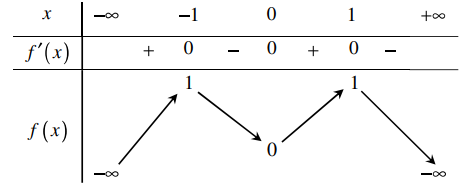 x −∞ −1 0 1 +∞
f′(x) + 0 − 0 + 0 −
1 1
f(x) 0
−∞ −∞